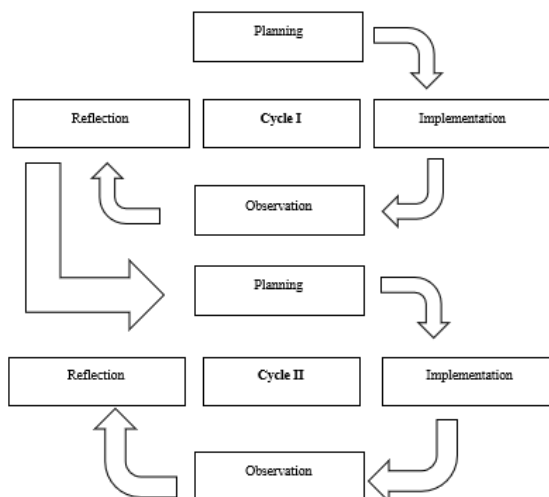 Planning
Reflection
Cycle I
Implementation
Observation
Planning
Reflection
Cycle II
Implementation
Observation